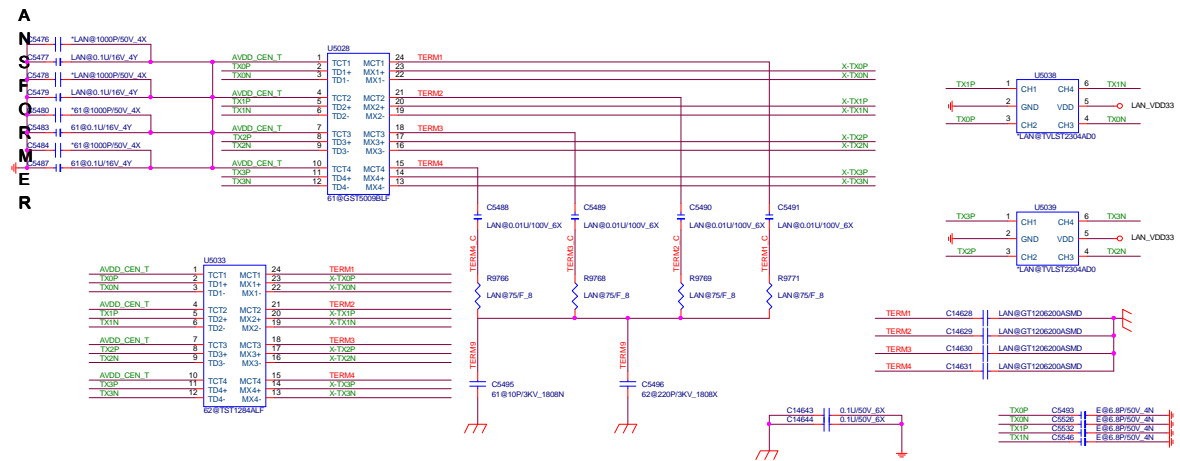 A
N
S
F
O
R
M
E
R
C5476 *LAN@1000P/50V_4X
C5477 LAN@0.1U/16V_4Y
C5478 *LAN@1000P/50V_4X
C5479 LAN@0.1U/16V_4Y
C5480 *61@1000P/50V_4X
C5483 61@0.1U/16V_4Y
C5484 *61@1000P/50V_4X
C5487 61@0.1U/16V_4Y
U5028
AVDD_CEN_T 1 TCT1 MCT1 24 TERM1
TX0P 2 TD1+ MX1+ 23 X-TX0P
TX0N 3 TD1- MX1- 22 X-TX0N
AVDD_CEN_T 4 TCT2 MCT2 21 TERM2
TX1P 5 TD2+ MX2+ 20 X-TX1P
TX1N 6 TD2- MX2- 19 X-TX1N
AVDD_CEN_T 7 TCT3 MCT3 18 TERM3
TX2P 8 TD3+ MX3+ 17 X-TX2P
TX2N 9 TD3- MX3- 16 X-TX2N
AVDD_CEN_T 10 TCT4 MCT4 15 TERM4
TX3P 11 TD4+ MX4+ 14 X-TX3P
TX3N 12 TD4- MX4- 13 X-TX3N
61@GST5009BLF
U5038
TX1P 1 CH1 CH4 6 TX1N
2 GND VDD 5 LAN_VDD33
TX0P 3 CH2 CH3 4 TX0N
*LAN@TVLST2304AD0
C5488 C5489 C5490 C5491
LAN@0.01U/100V_6X LAN@0.01U/100V_6X LAN@0.01U/100V_6X LAN@0.01U/100V_6X
TERM4_C TERM3_C TERM2_C TERM1_C
R9766 R9768 R9769 R9771
LAN@75/F_8 LAN@75/F_8 LAN@75/F_8 LAN@75/F_8
U5039
TX3P 1 CH1 CH4 6 TX3N
2 GND VDD 5 LAN_VDD33
TX2P 3 CH2 CH3 4 TX2N
*LAN@TVLST2304AD0
U5033
AVDD_CEN_T 1 TCT1 MCT1 24 TERM1
TX0P 2 TD1+ MX1+ 23 X-TX0P
TX0N 3 TD1- MX1- 22 X-TX0N
AVDD_CEN_T 4 TCT2 MCT2 21 TERM2
TX1P 5 TD2+ MX2+ 20 X-TX1P
TX1N 6 TD2- MX2- 19 X-TX1N
AVDD_CEN_T 7 TCT3 MCT3 18 TERM3
TX2P 8 TD3+ MX3+ 17 X-TX2P
TX2N 9 TD3- MX3- 16 X-TX2N
AVDD_CEN_T 10 TCT4 MCT4 15 TERM4
TX3P 11 TD4+ MX4+ 14 X-TX3P
TX3N 12 TD4- MX4- 13 X-TX3N
62@TST1284ALF
TERM9 TERM9
C5495 C5496
61@10P/3KV_1808N 62@220P/3KV_1808X
TERM1 C14628 LAN@GT1206200ASMD
TERM2 C14629 LAN@GT1206200ASMD
TERM3 C14630 LAN@GT1206200ASMD
TERM4 C14631 LAN@GT1206200ASMD
C14643 0.1U/50V_6X
C14644 0.1U/50V_6X
TX0P C5493 E@6.8P/50V_4N
TX0N C5526 E@6.8P/50V_4N
TX1P C5532 E@6.8P/50V_4N
TX1N C5546 E@6.8P/50V_4N